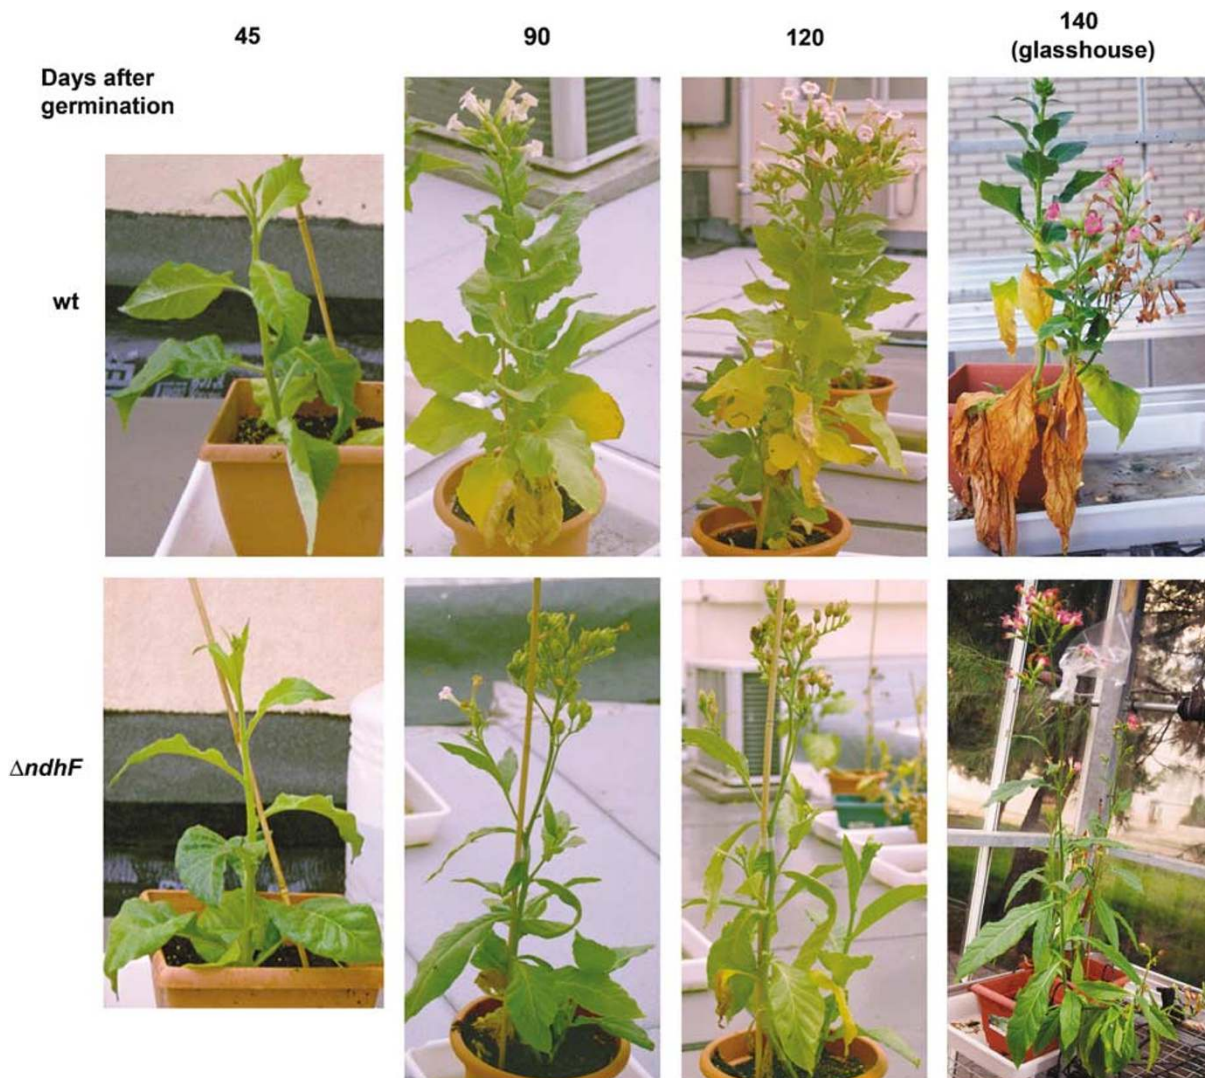 45
90
120
140
(glasshouse)
Days after
germination
wt
ΔndhF